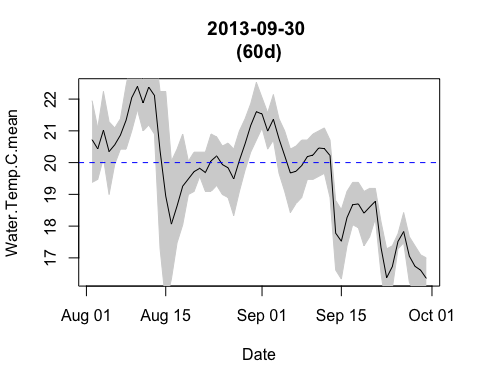 2013-09-30
(60d)
Water.Temp.C.mean
22
21
20
19
18
17
Aug 01
Aug 15
Sep 01
Sep 15
Oct 01
Date